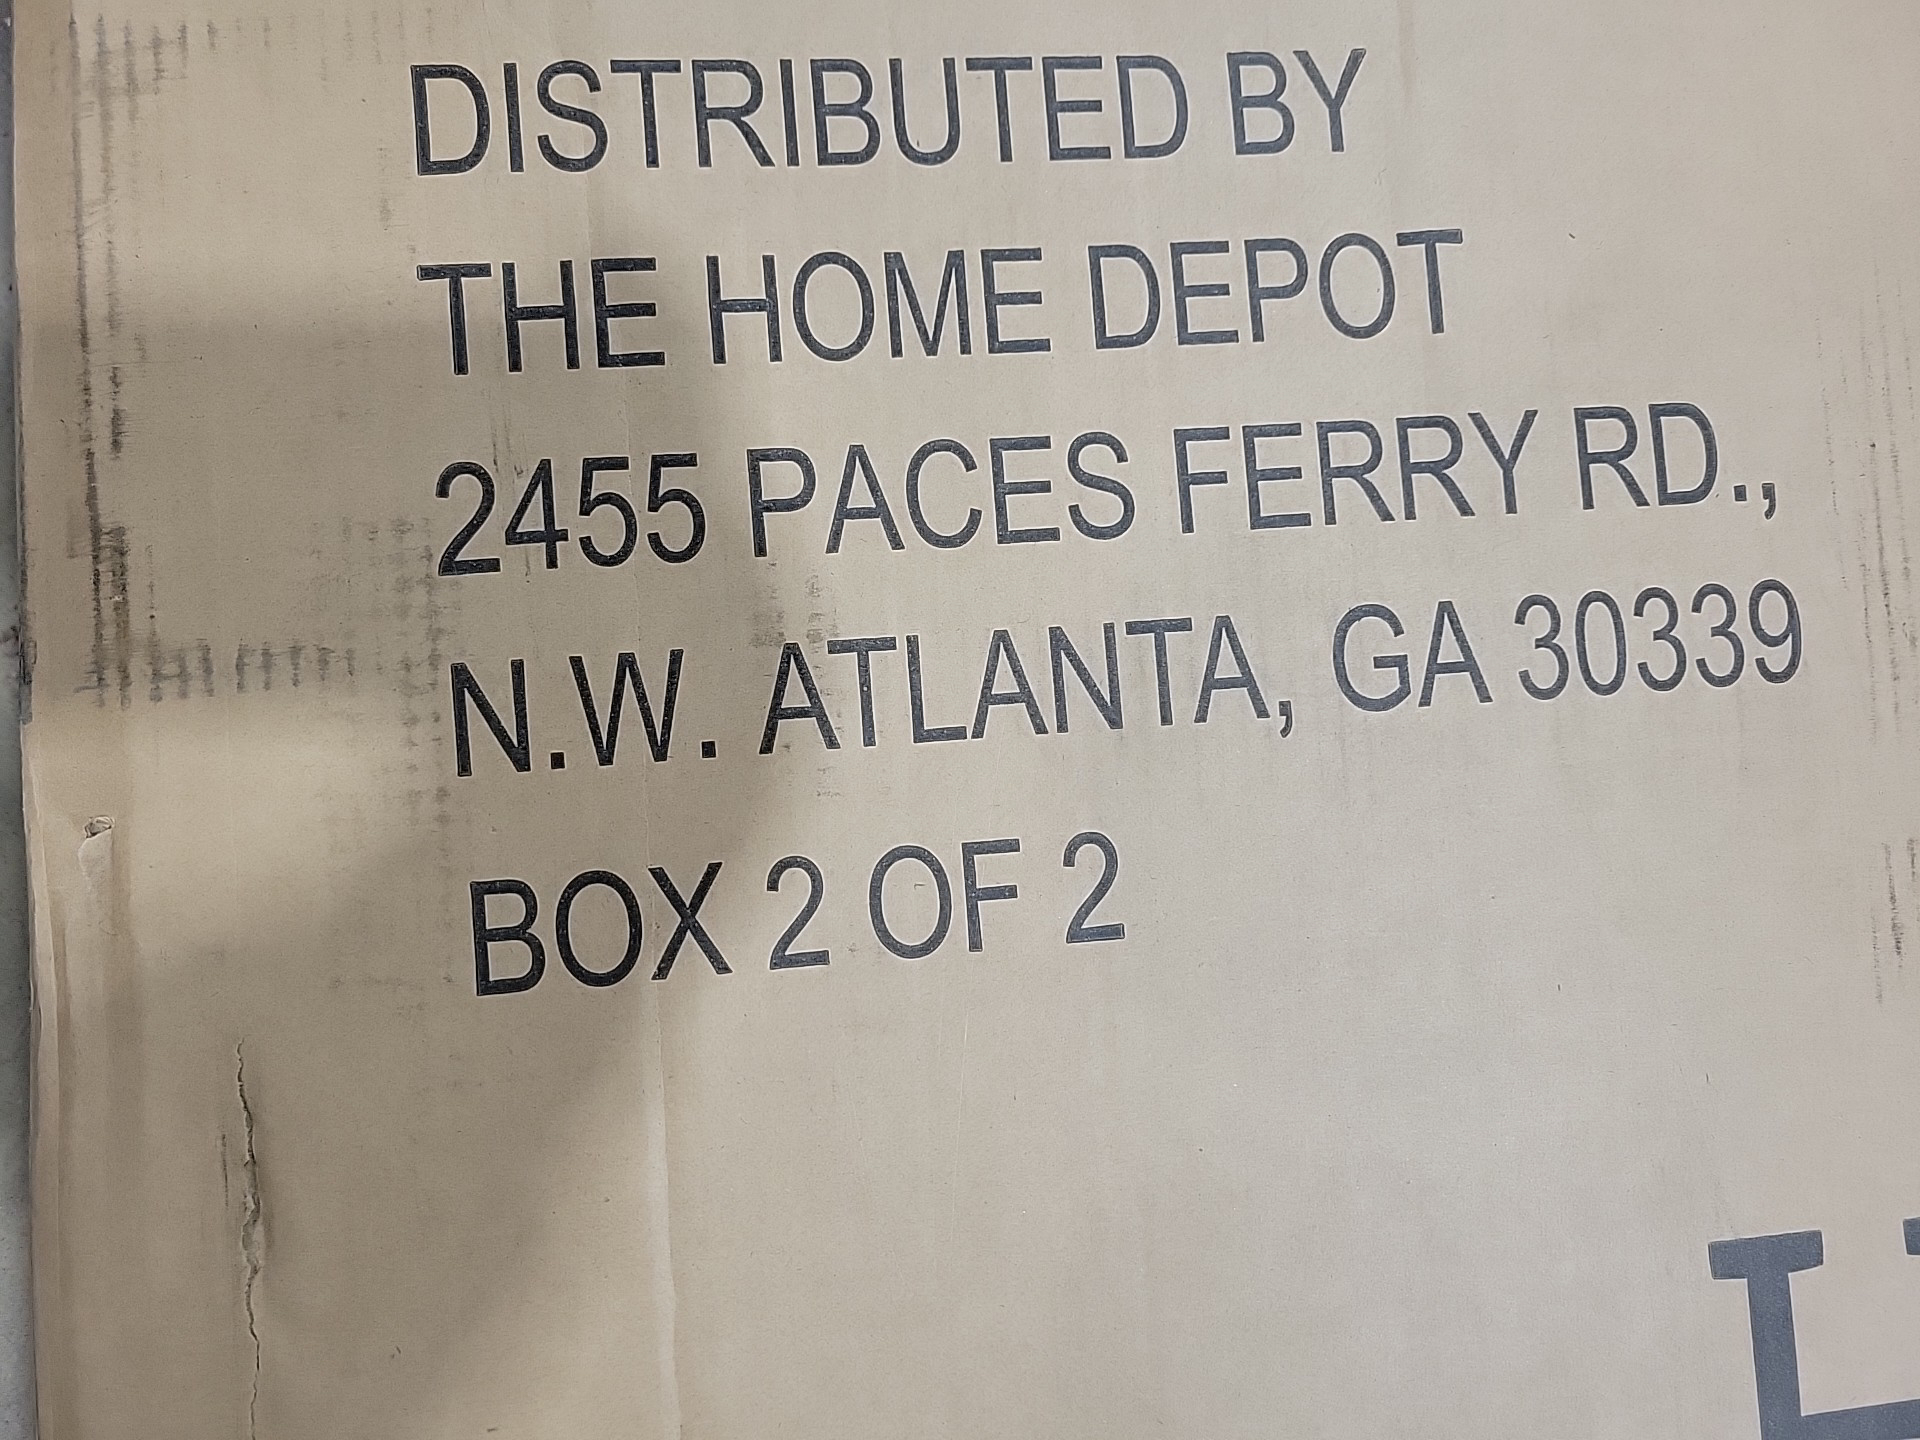 DISTRIBUTED BY
THE HOME DEPOT
2455 PACES FERRY RD.,
N.W. ATLANTA, GA 30339
BOX 2 OF 2